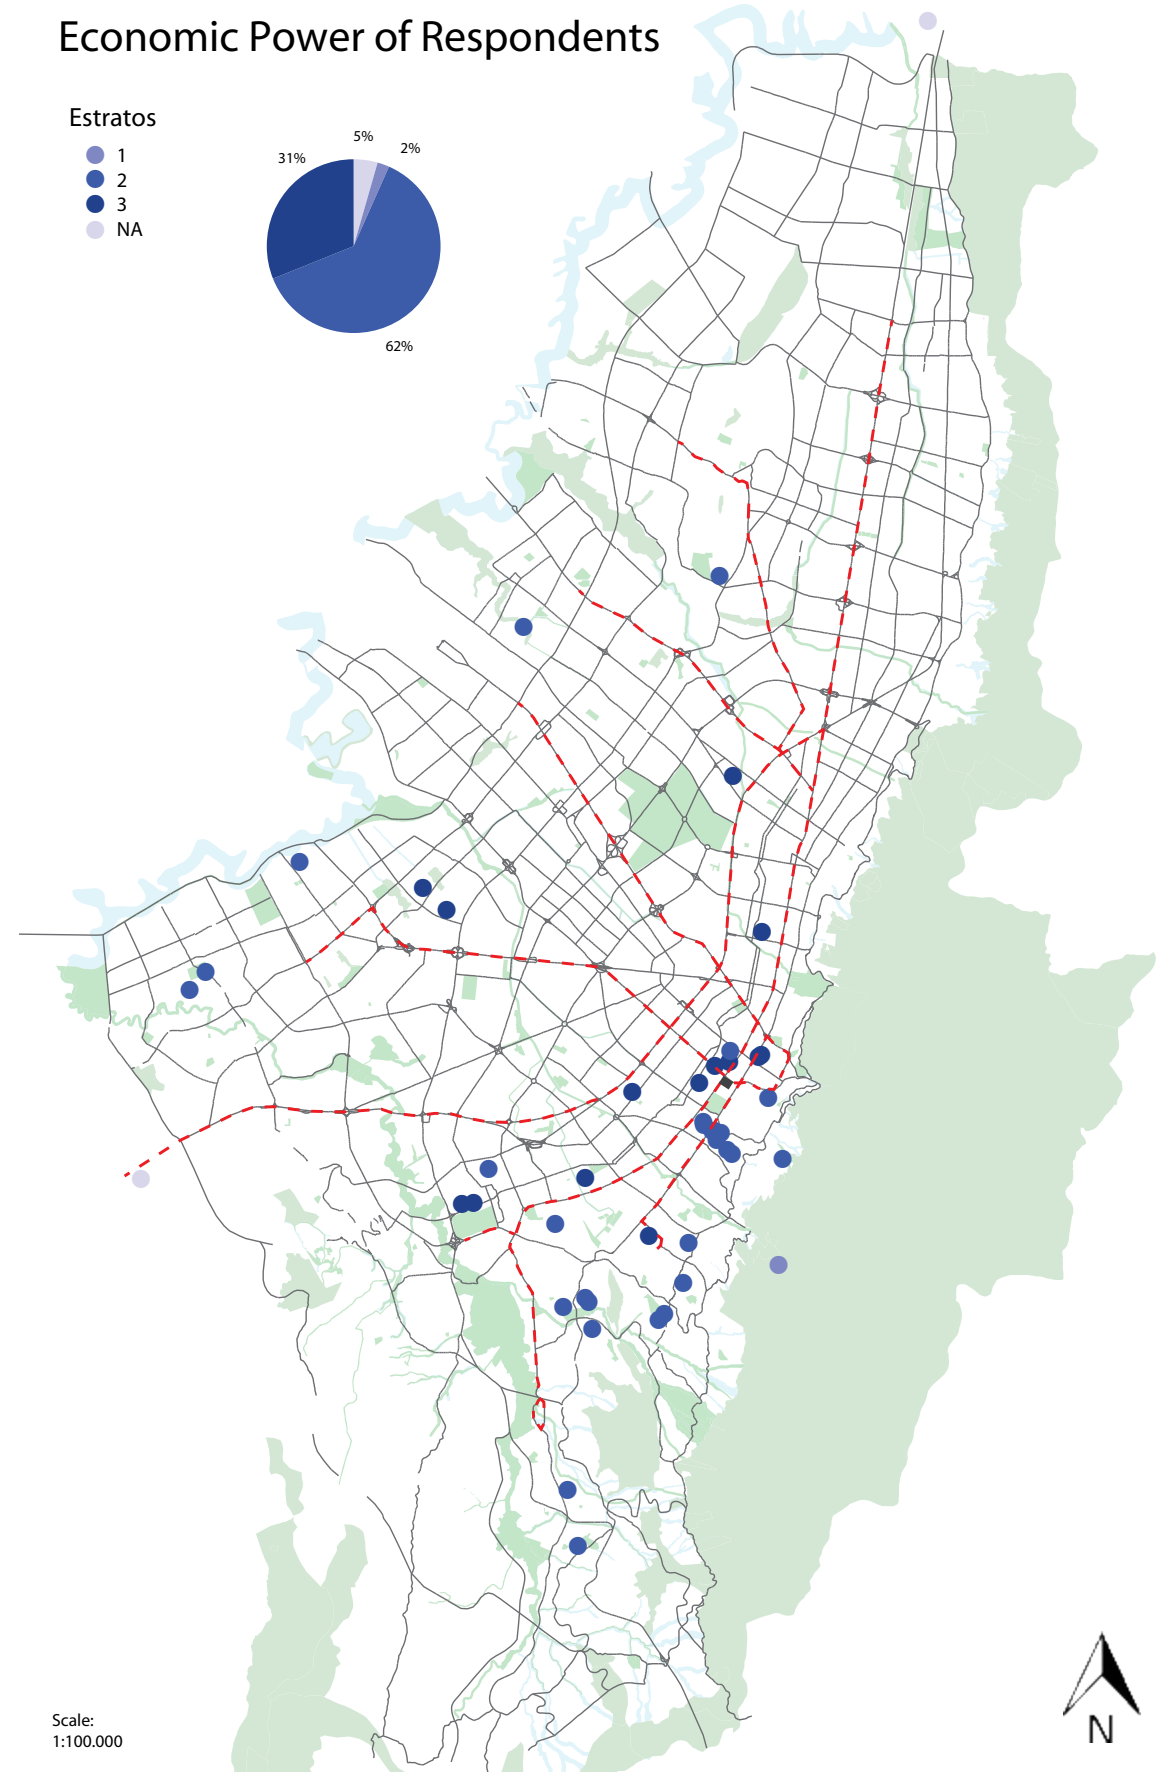 Economic Power of Respondents
Estratos
1
2
3
NA
5%
2%
31%
62%
Scale:
1:100.000
N